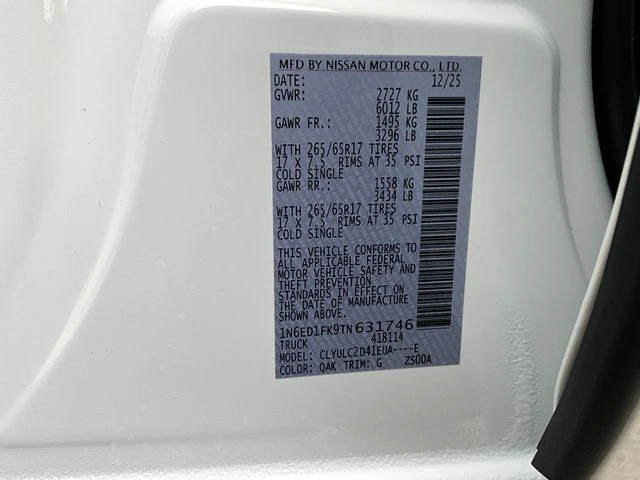 MFD BY NISSAN MOTOR CO., LTD.
DATE: 12/25
GVWR: 2727 KG
6012 LB
GAWR FR.: 1495 KG
3296 LB
WITH 265/65R17 TIRES
17 X 7.5 RIMS AT 35 PSI
COLD SINGLE
GAWR RR.: 1558 KG
3434 LB
WITH 265/65R17 TIRES
17 X 7.5 RIMS AT 35 PSI
COLD SINGLE
THIS VEHICLE CONFORMS TO
ALL APPLICABLE FEDERAL
MOTOR VEHICLE SAFETY AND
THEFT PREVENTION
STANDARDS IN EFFECT ON
THE DATE OF MANUFACTURE
SHOWN ABOVE.
1N6ED1FK9TN631746
TRUCK 418114
MODEL: CLYULC2D41EUA----E
COLOR: QAK TRIM: G ZS00A